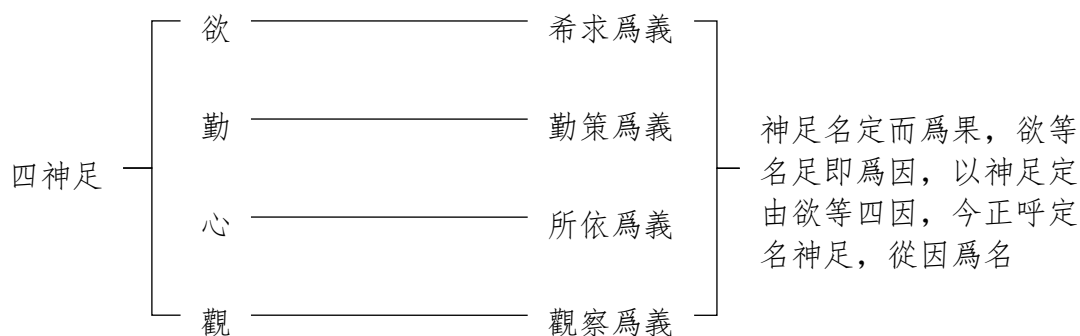 四神足
欲 希求爲義
勤 勤策爲義
心 所依爲義
觀 觀察爲義
神足名定而爲果，欲等
名足即爲因，以神足定
由欲等四因，今正呼定
名神足，從因爲名